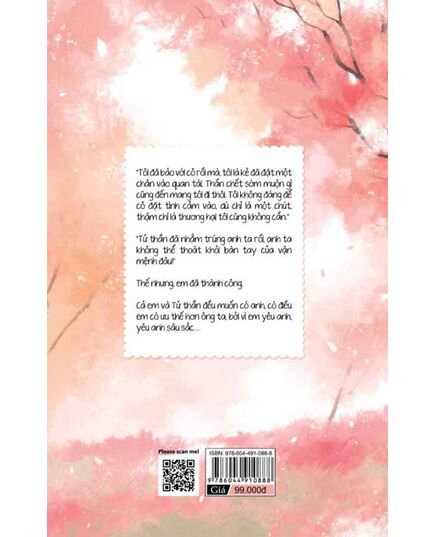 "Tôi đã bảo với cô rồi mà, tôi là kẻ đã đặt một
chân vào quan tài. Thần chết sớm muộn gì
cũng đến mang tôi đi thôi. Tôi không đáng để
cô đặt tình cảm vào, dù chỉ là một chút,
thậm chí là thương hại tôi cũng không cần."
"Tử thần đã nhắm trúng anh ta rồi, anh ta
không thể thoát khỏi bàn tay của vận
mệnh đâu!"
Thế nhưng, em đã thành công.
Cả em và Tử thần đều muốn có anh, có điều
em có ưu thế hơn ông ta, bởi vì em yêu anh,
yêu anh sâu sắc...
Please scan me!
ISBN: 978-604-491-088-8
9 786044 910888
Giá 99.000đ